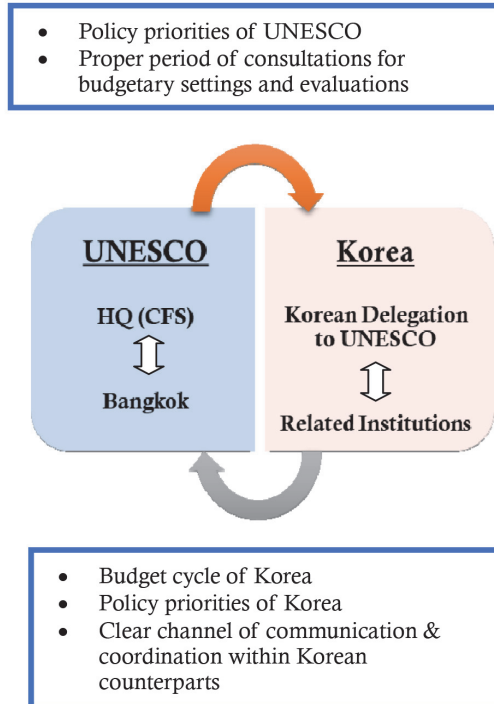 • Policy priorities of UNESCO
• Proper period of consultations for
budgetary settings and evaluations
UNESCO
HQ (CFS)
Bangkok
Korea
Korean Delegation
to UNESCO
Related Institutions
• Budget cycle of Korea
• Policy priorities of Korea
• Clear channel of communication &
coordination within Korean
counterparts